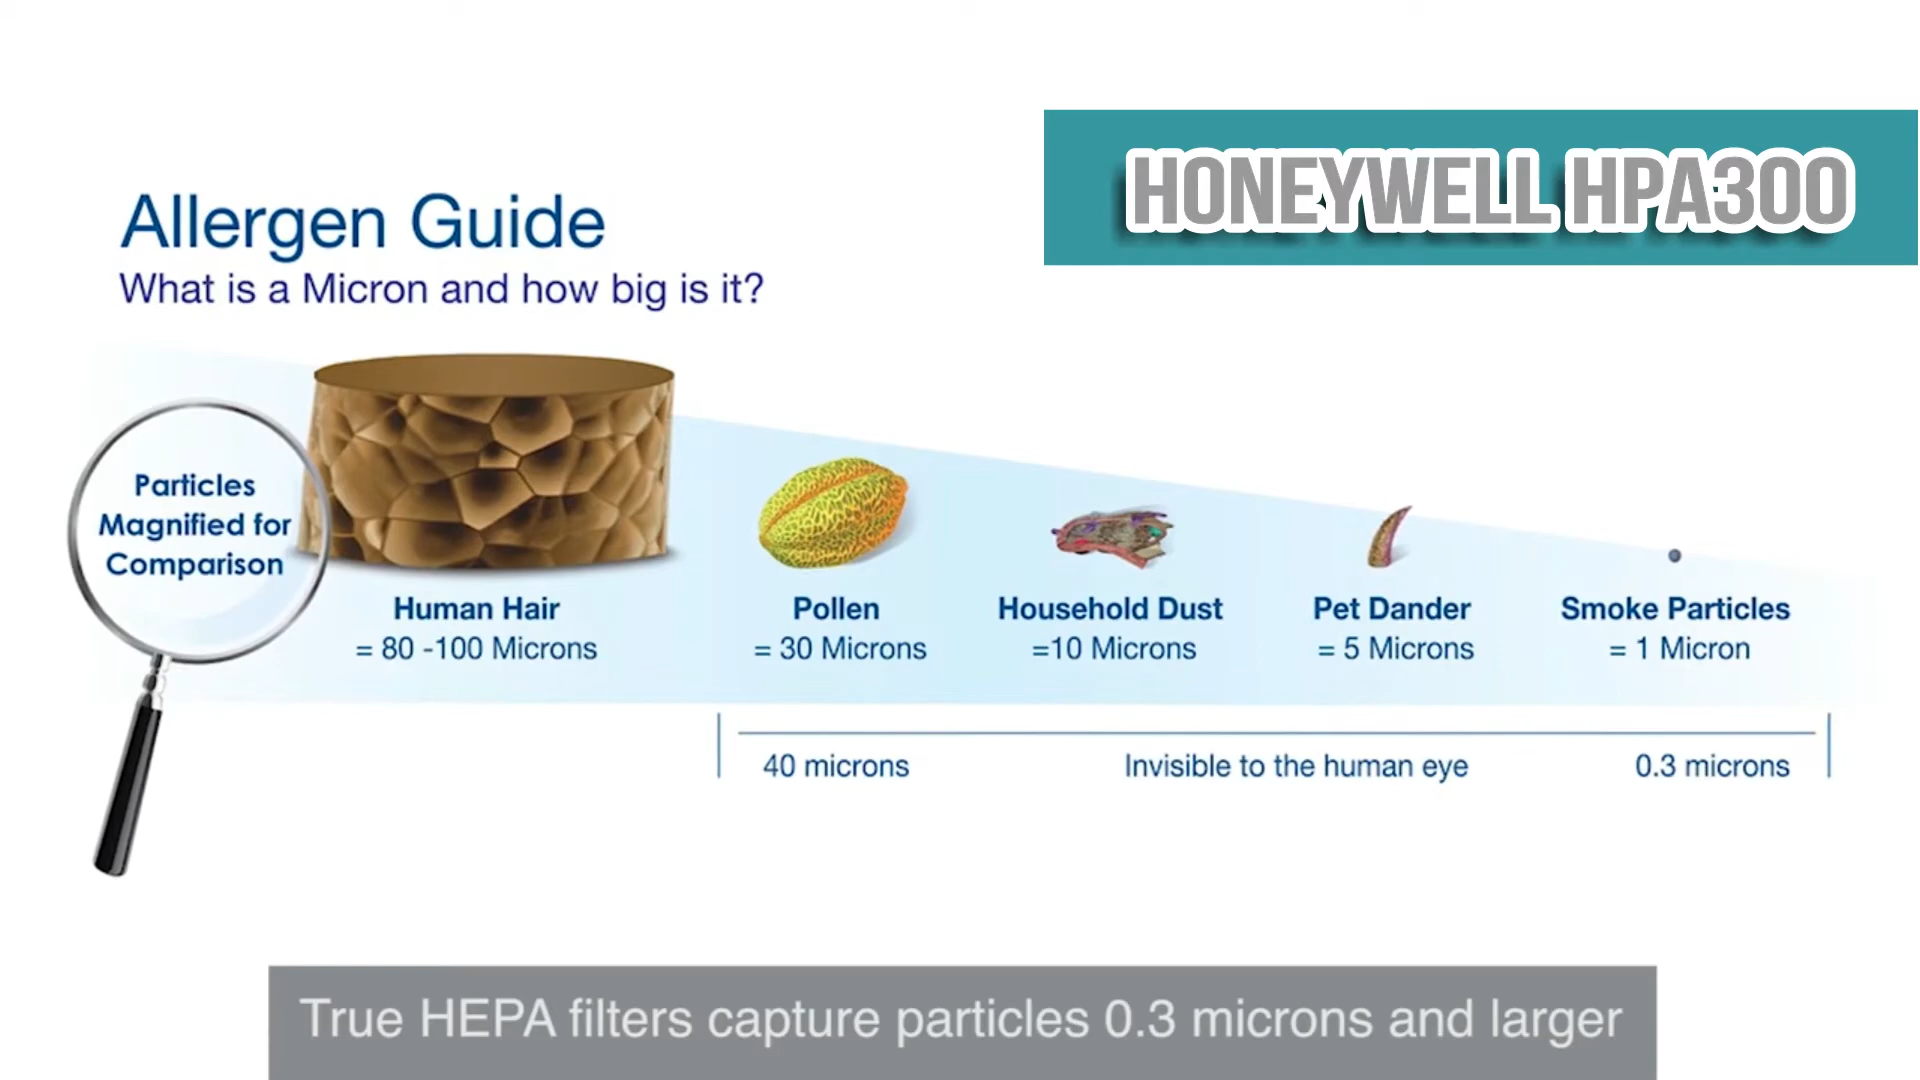 HONEYWELL HPA300
Allergen Guide
What is a Micron and how big is it?
Particles
Magnified for
Comparison
Human Hair
= 80 -100 Microns
Pollen
= 30 Microns
Household Dust
=10 Microns
Pet Dander
= 5 Microns
Smoke Particles
= 1 Micron
40 microns
Invisible to the human eye
0.3 microns
True HEPA filters capture particles 0.3 microns and larger